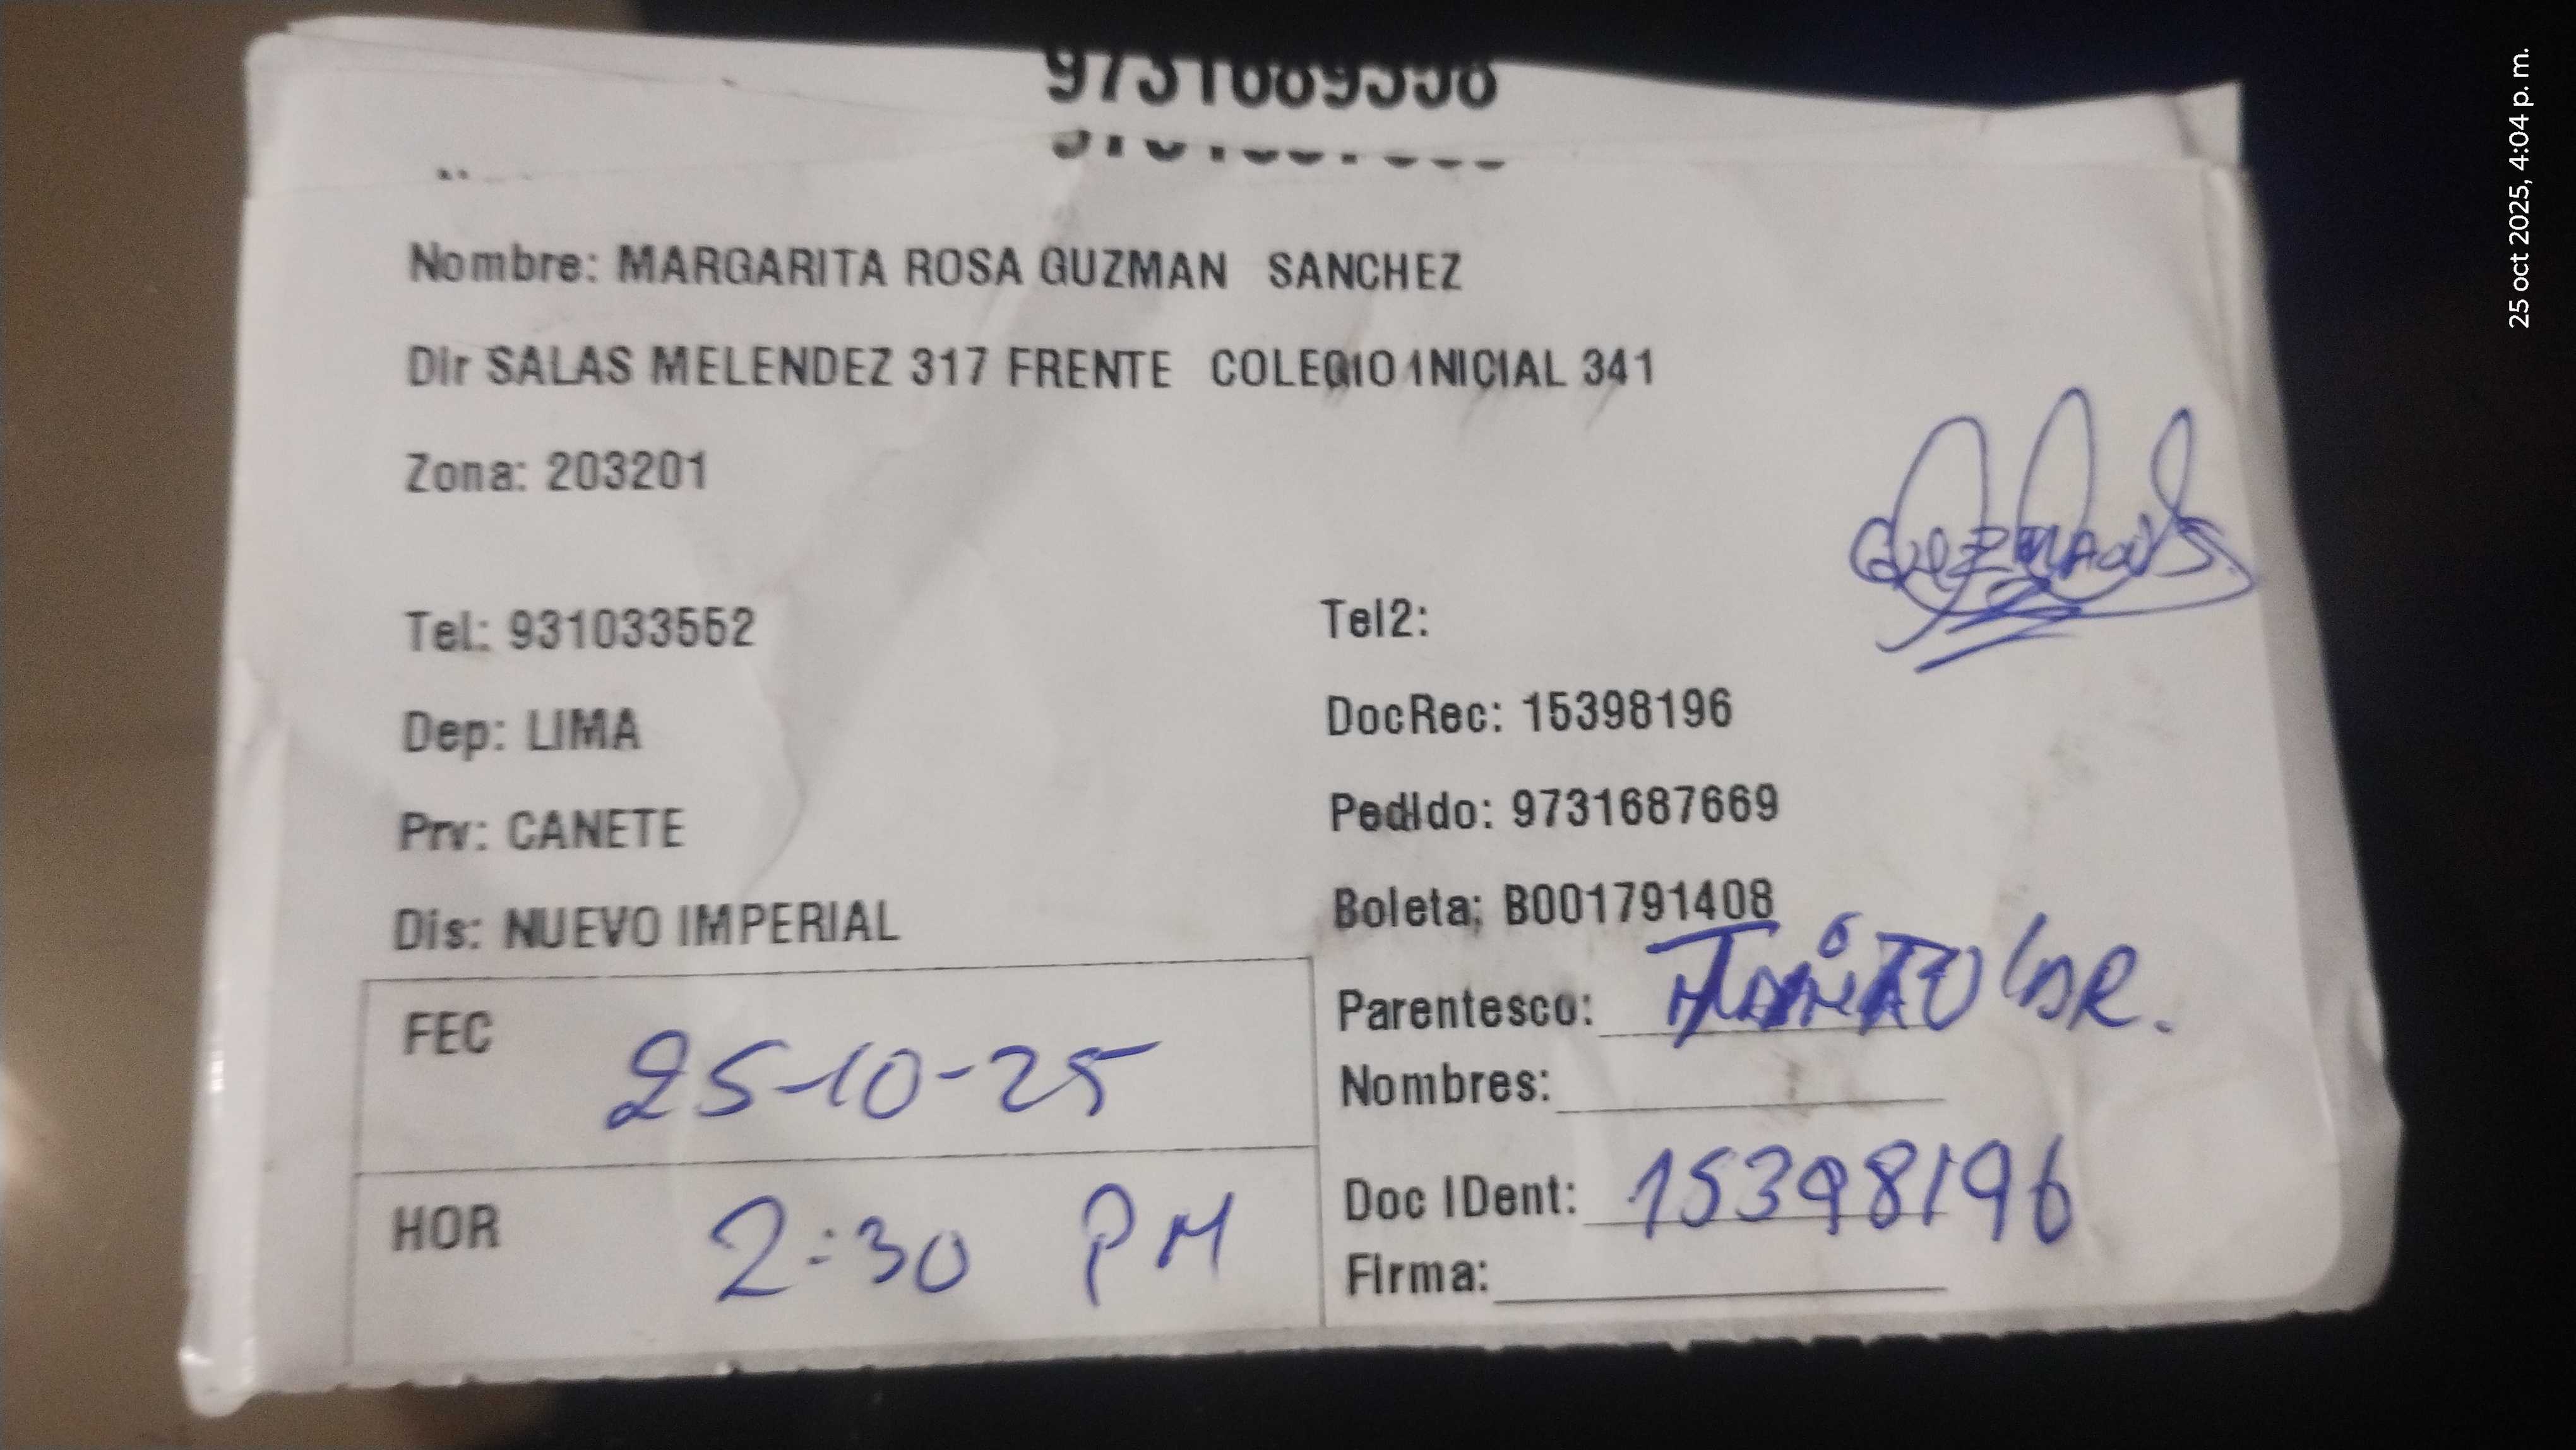 Nombre: MARGARITA ROSA GUZMAN SANCHEZ
Dir SALAS MELENDEZ 317 FRENTE COLEGIO INICIAL 341
Zona: 203201
Tel.: 931033552
Tel2:
Dep: LIMA
DocRec: 15398196
Prv: CANETE
Pedido: 9731687669
Dis: NUEVO IMPERIAL
Boleta; B001791408
FEC 25-10-25
Parentesco:
Nombres:
HOR 2:30 PM
Doc IDent: 15398196
Firma:
25 oct 2025, 4:04 p. m.